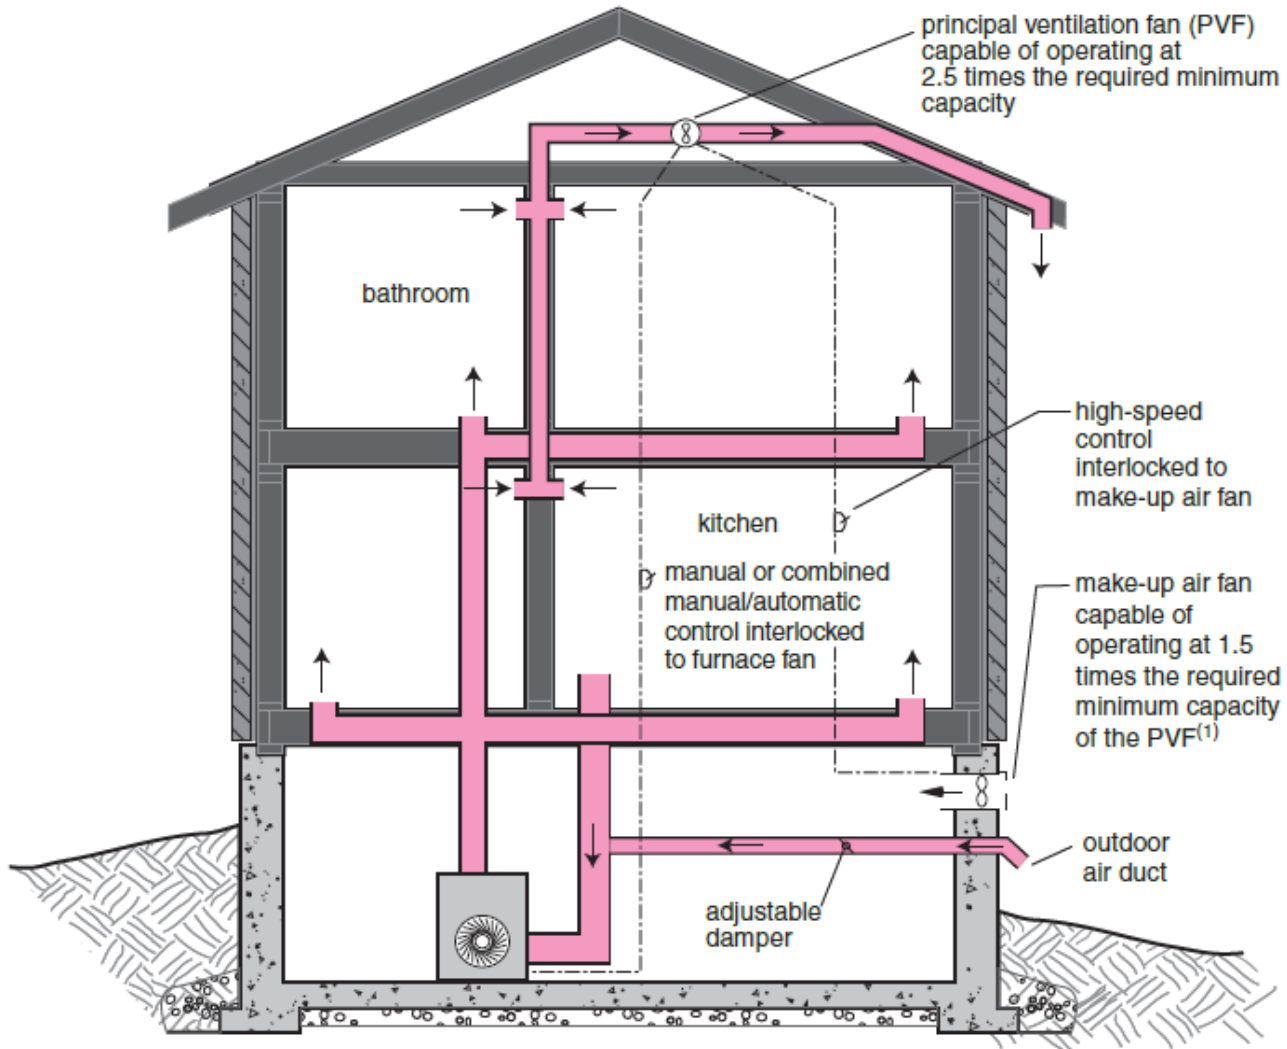 principal ventilation fan (PVF)
capable of operating at
2.5 times the required minimum
capacity
bathroom
high-speed
control
interlocked to
make-up air fan
kitchen
manual or combined
manual/automatic
control interlocked
to furnace fan
make-up air fan
capable of
operating at 1.5
times the required
minimum capacity
of the PVF(1)
outdoor
air duct
adjustable
damper